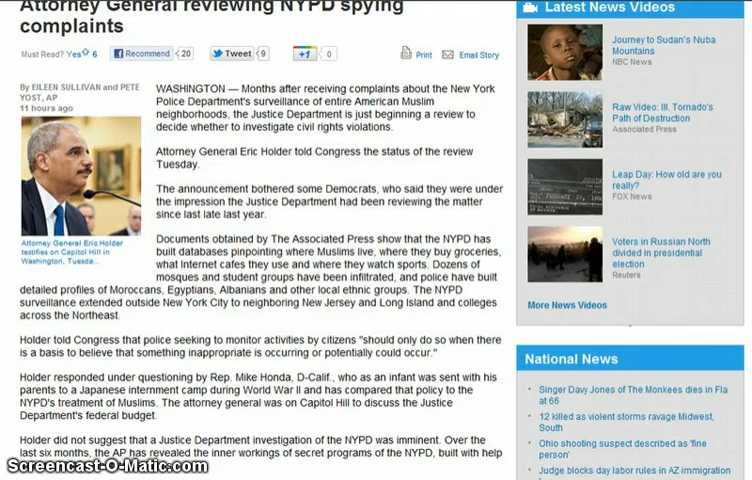 Attorney General reviewing NYPD spying
complaints
Must Read? Yes 6
Recommend 20
Tweet 9
+1 0
Print
Email Story
By EILEEN SULLIVAN and PETE
YOST, AP
11 hours ago
Attorney General Eric Holder
testifies on Capitol Hill in
Washington, Tuesda...
WASHINGTON — Months after receiving complaints about the New York
Police Department's surveillance of entire American Muslim
neighborhoods, the Justice Department is just beginning a review to
decide whether to investigate civil rights violations.
Attorney General Eric Holder told Congress the status of the review
Tuesday.
The announcement bothered some Democrats, who said they were under
the impression the Justice Department had been reviewing the matter
since last late last year.
Documents obtained by The Associated Press show that the NYPD has
built databases pinpointing where Muslims live, where they buy groceries,
what Internet cafes they use and where they watch sports. Dozens of
mosques and student groups have been infiltrated, and police have built
detailed profiles of Moroccans, Egyptians, Albanians and other local ethnic groups. The NYPD
surveillance extended outside New York City to neighboring New Jersey and Long Island and colleges
across the Northeast.
Holder told Congress that police seeking to monitor activities by citizens "should only do so when there
is a basis to believe that something inappropriate is occurring or potentially could occur."
Holder responded under questioning by Rep. Mike Honda, D-Calif., who as an infant was sent with his
parents to a Japanese internment camp during World War II and has compared that policy to the
NYPD's treatment of Muslims. The attorney general was on Capitol Hill to discuss the Justice
Department's federal budget.
Holder did not suggest that a Justice Department investigation of the NYPD was imminent. Over the
last six months, the AP has revealed the inner workings of secret programs of the NYPD, built with help
Screencast-O-Matic.com
Latest News Videos
Journey to Sudan's Nuba
Mountains
NBC News
Raw Video: Ill. Tornado's
Path of Destruction
Associated Press
Leap Day: How old are you
really?
FOX News
Voters in Russian North
divided in presidential
election
Reuters
More News Videos
National News
Singer Davy Jones of The Monkees dies in Fla
at 66
12 killed as violent storms ravage Midwest,
South
Ohio shooting suspect described as 'fine
person'
Judge blocks day labor rules in AZ immigration